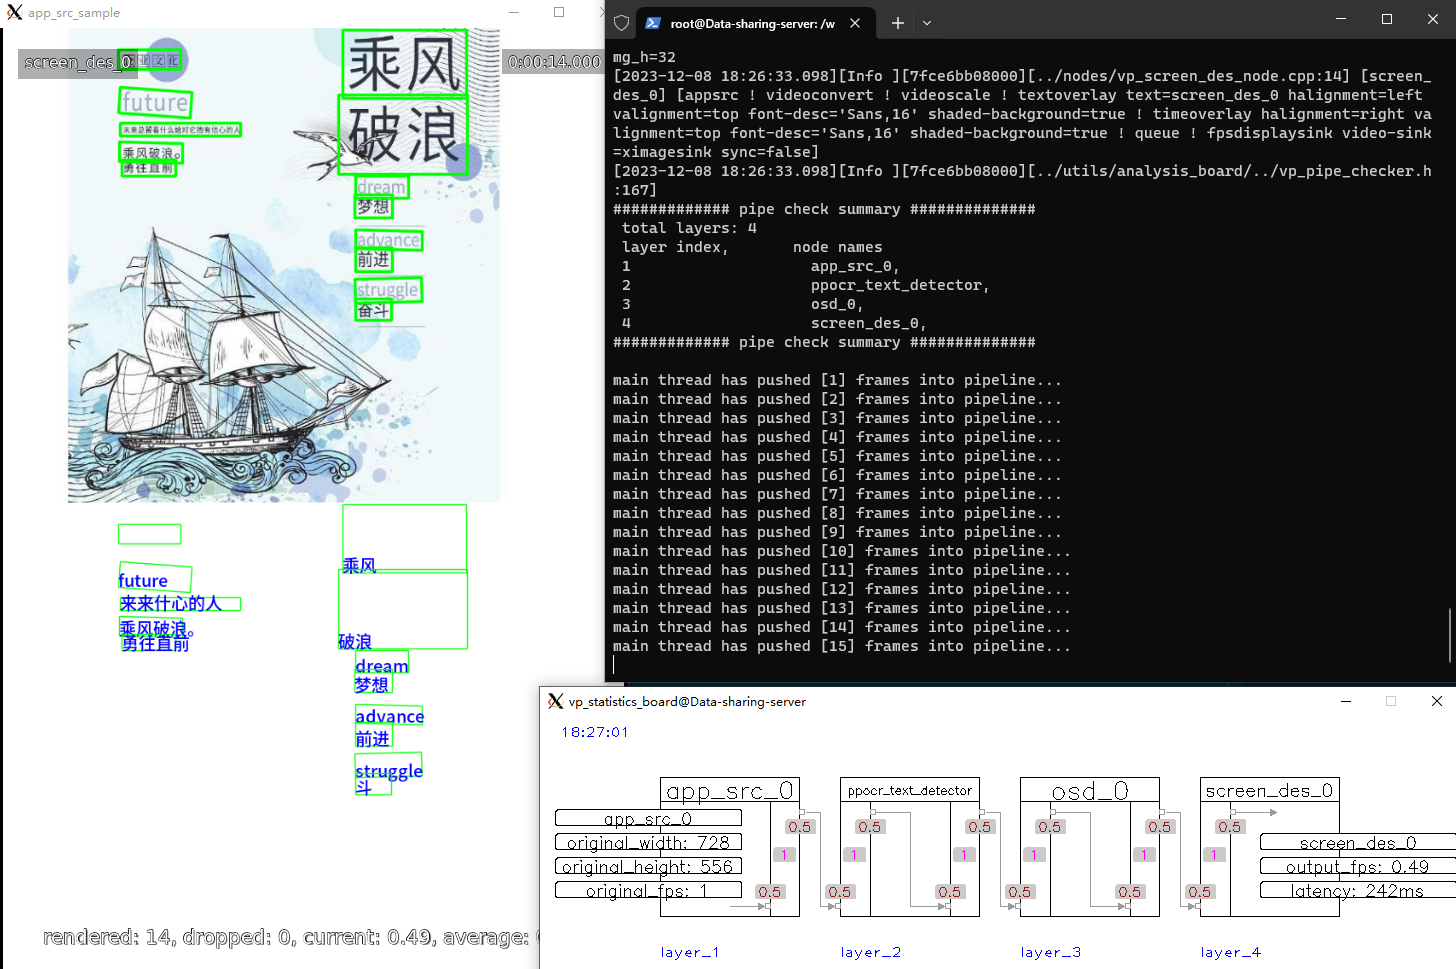 app_src_sample
screen_des_0
企业文化
0:00:14.000
future
未来总留着什么给对它抱有信心的人
乘风破浪。
勇往直前
乘风
破浪
dream
梦想
advance
前进
struggle
奋斗
future
来来什心的人
乘风破浪。
勇往直前
乘风
破浪
dream
梦想
advance
前进
struggle
斗
rendered: 14, dropped: 0, current: 0.49, average:
root@Data-sharing-server: /w
mg_h=32
[2023-12-08 18:26:33.098][Info ][7fce6bb08000][../nodes/vp_screen_des_node.cpp:14] [screen_
des_0] [appsrc ! videoconvert ! videoscale ! textoverlay text=screen_des_0 halignment=left
valignment=top font-desc='Sans,16' shaded-background=true ! timeoverlay halignment=right va
lignment=top font-desc='Sans,16' shaded-background=true ! queue ! fpsdisplaysink video-sink
=ximagesink sync=false]
[2023-12-08 18:26:33.098][Info ][7fce6bb08000][../utils/analysis_board/../vp_pipe_checker.h
:167]
############# pipe check summary ##############
total layers: 4
layer index, node names
1 app_src_0,
2 ppocr_text_detector,
3 osd_0,
4 screen_des_0,
############# pipe check summary ##############
main thread has pushed [1] frames into pipeline...
main thread has pushed [2] frames into pipeline...
main thread has pushed [3] frames into pipeline...
main thread has pushed [4] frames into pipeline...
main thread has pushed [5] frames into pipeline...
main thread has pushed [6] frames into pipeline...
main thread has pushed [7] frames into pipeline...
main thread has pushed [8] frames into pipeline...
main thread has pushed [9] frames into pipeline...
main thread has pushed [10] frames into pipeline...
main thread has pushed [11] frames into pipeline...
main thread has pushed [12] frames into pipeline...
main thread has pushed [13] frames into pipeline...
main thread has pushed [14] frames into pipeline...
main thread has pushed [15] frames into pipeline...
vp_statistics_board@Data-sharing-server
18:27:01
app_src_0 ppocr_text_detector osd_0 screen_des_0
app_src_0 0.5 0.5 0.5 0.5 0.5 0.5 screen_des_0
original_width: 728 1 1 1 1 1 1 output_fps: 0.49
original_height: 556
original_fps: 1 0.5 0.5 0.5 0.5 0.5 0.5 latency: 242ms
layer_1 layer_2 layer_3 layer_4